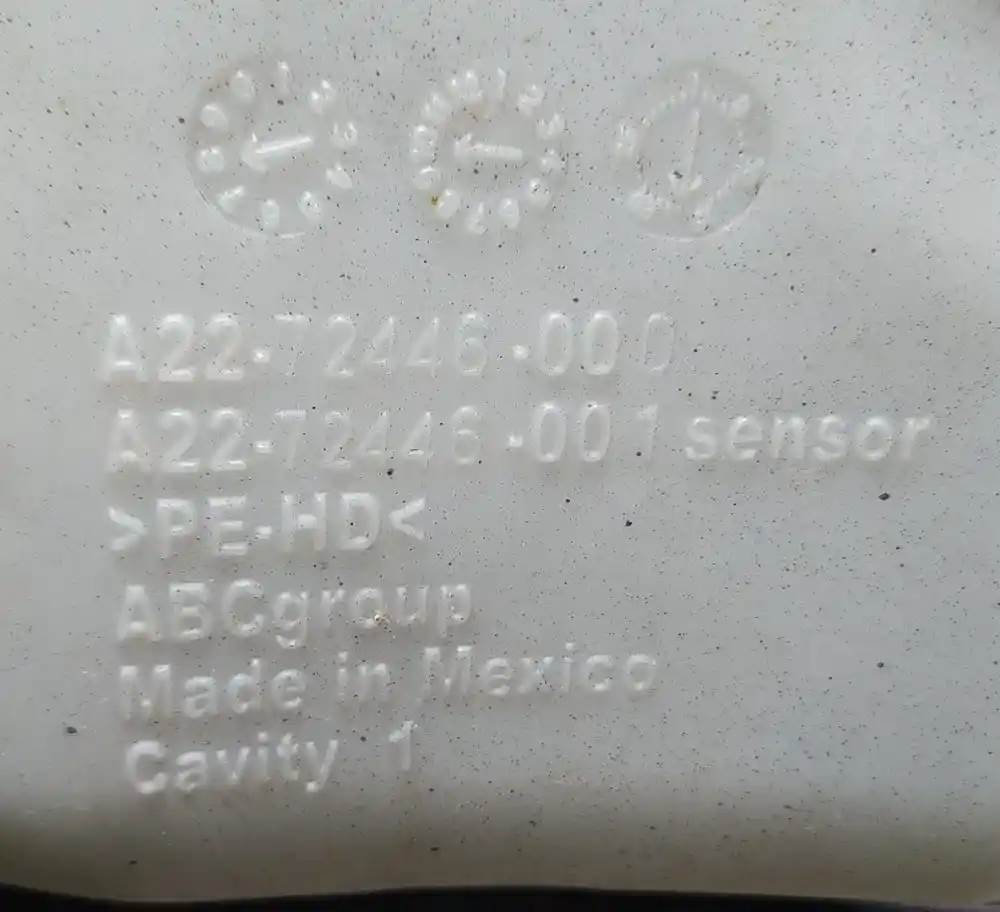 A22-72446-000
A22-72446-001 sensor
>PE-HD<
ABCgroup
Made in Mexico
Cavity 1